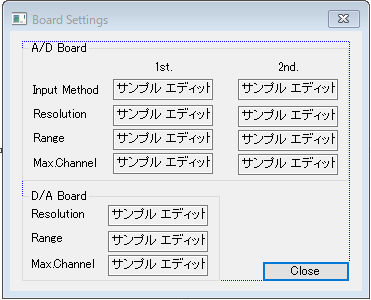 Board Settings
A/D Board
1st. 2nd.
Input Method サンプル エディット サンプル エディット
Resolution サンプル エディット サンプル エディット
Range サンプル エディット サンプル エディット
Max.Channel サンプル エディット サンプル エディット
D/A Board
Resolution サンプル エディット
Range サンプル エディット
Max.Channel サンプル エディット
Close